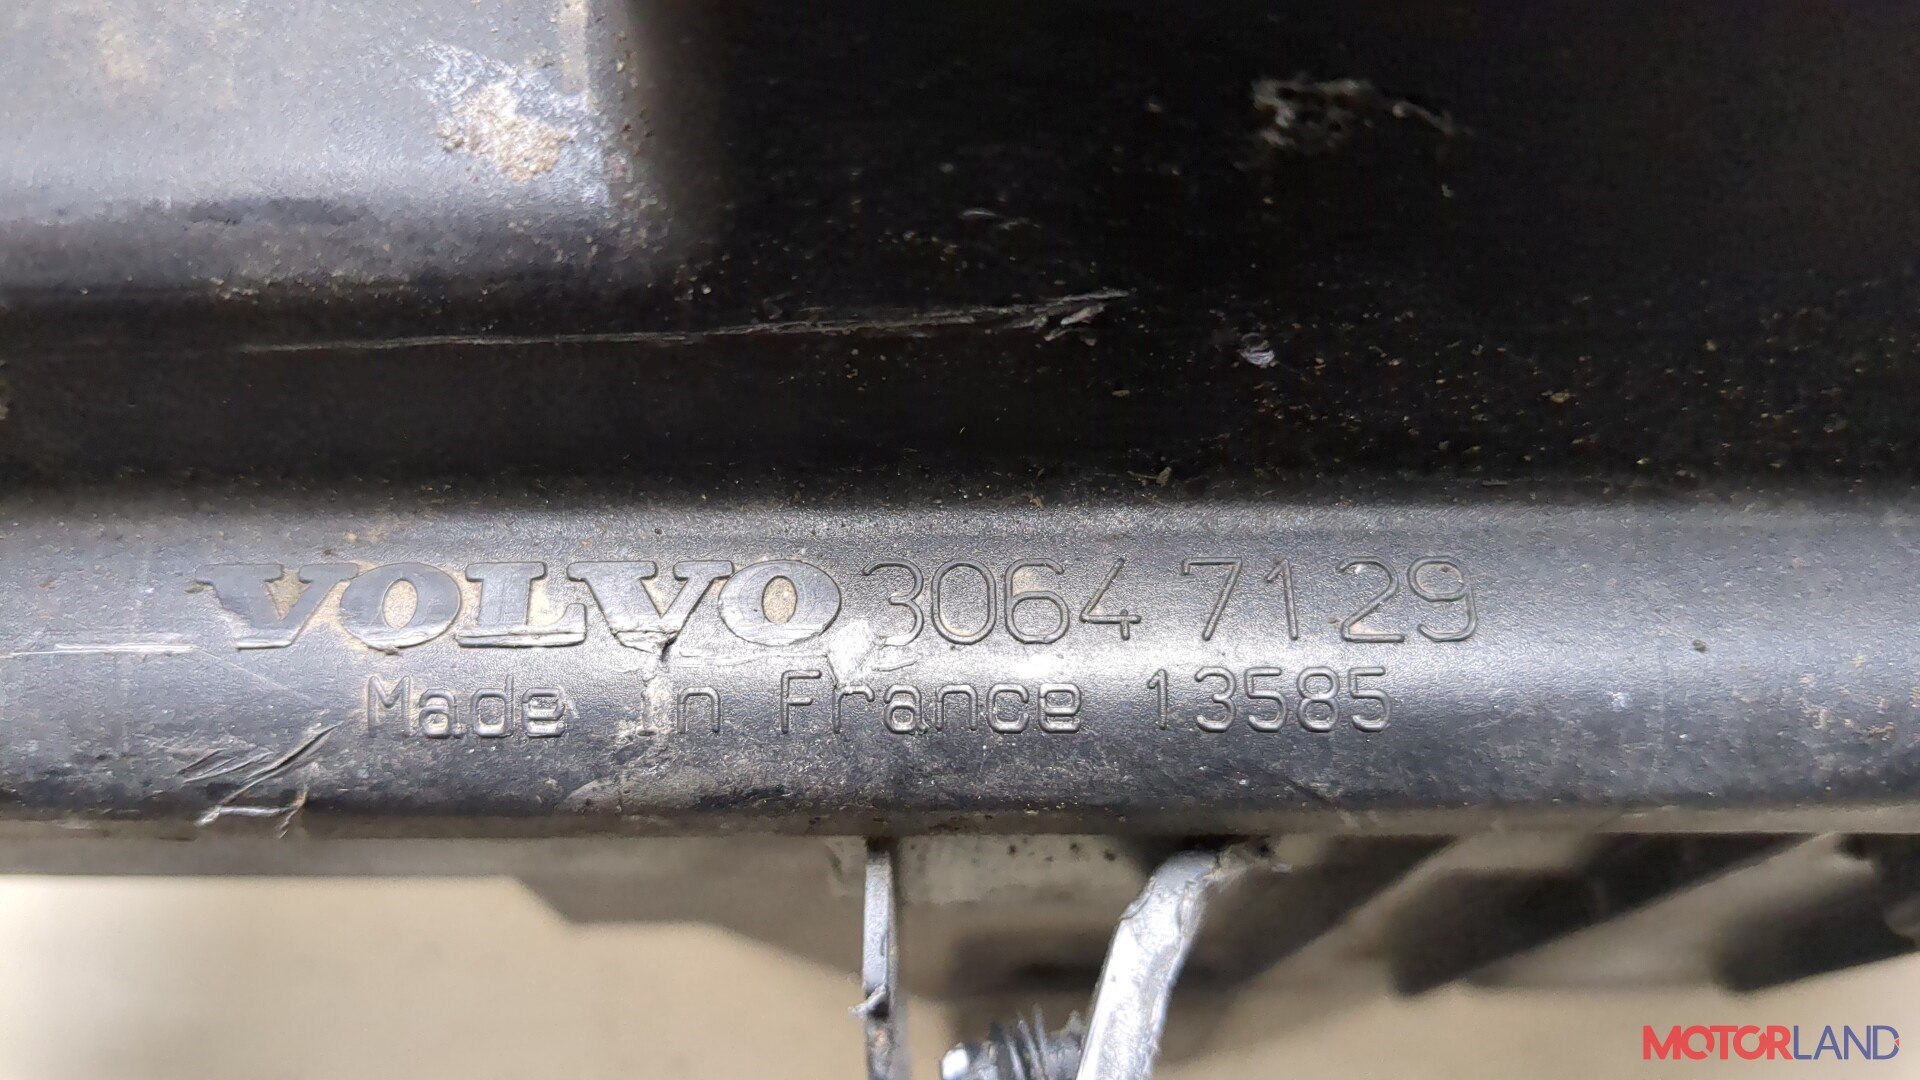 VOLVO 3064 7129
Made in France 13585
MOTORLAND